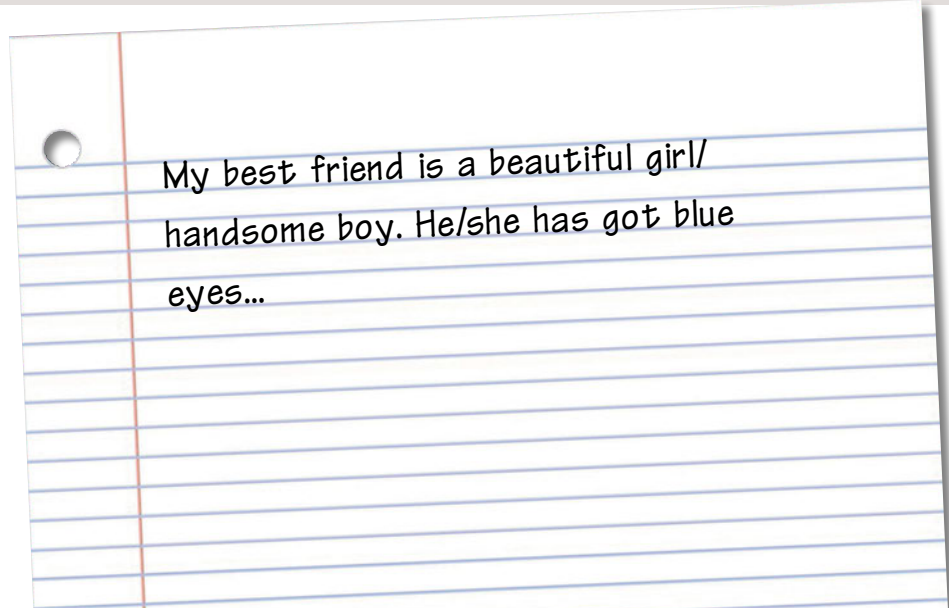 My best friend is a beautiful girl/
handsome boy. He/she has got blue
eyes...